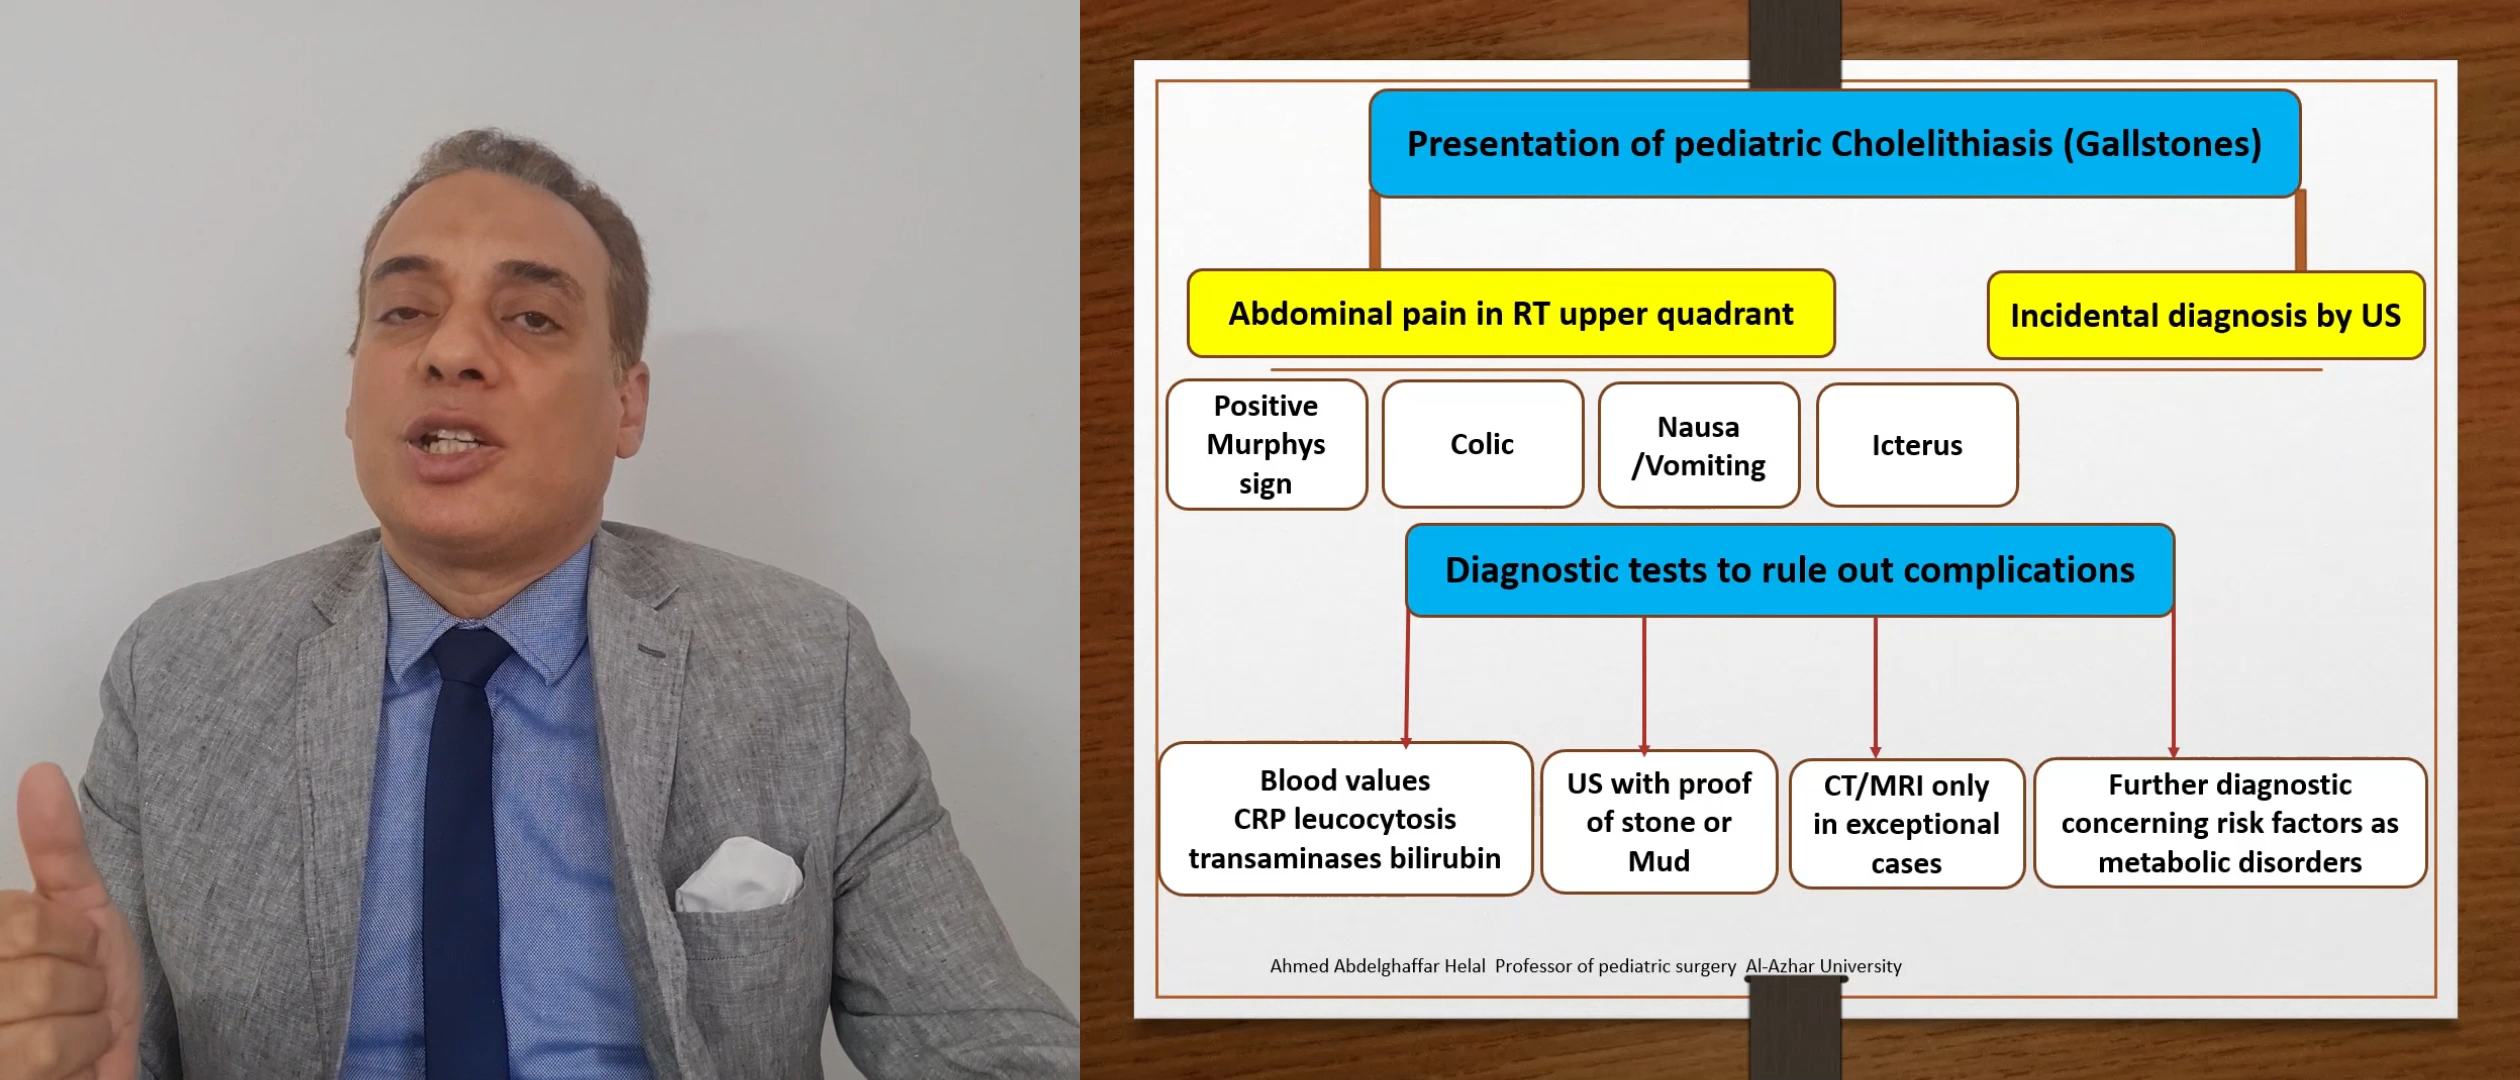 Presentation of pediatric Cholelithiasis (Gallstones)
Abdominal pain in RT upper quadrant
Incidental diagnosis by US
Positive
Murphys
sign
Colic
Nausa
/Vomiting
Icterus
Diagnostic tests to rule out complications
Blood values
CRP leucocytosis
transaminases bilirubin
US with proof
of stone or
Mud
CT/MRI only
in exceptional
cases
Further diagnostic
concerning risk factors as
metabolic disorders
Ahmed Abdelghaffar Helal Professor of pediatric surgery Al-Azhar University